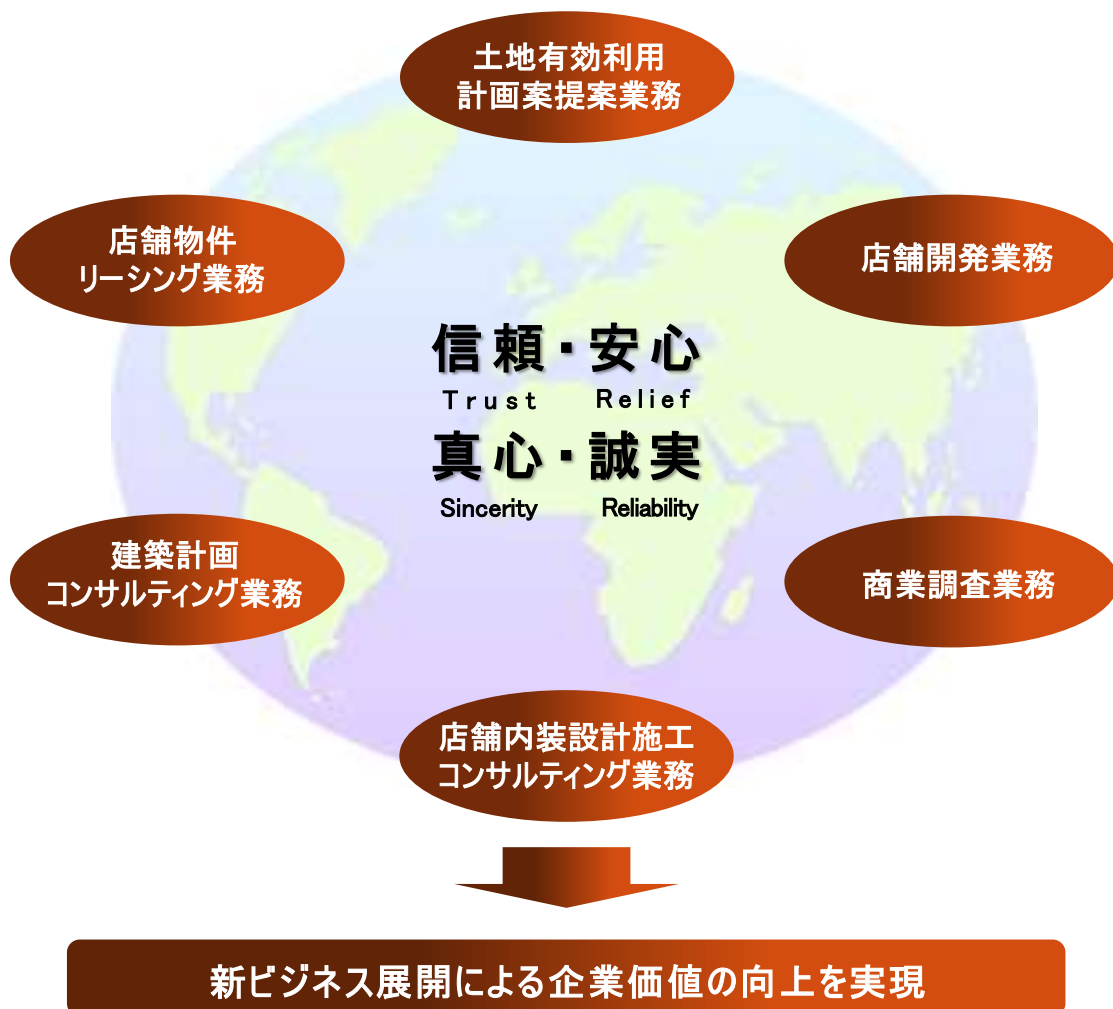 土地有効利用
計画案提案業務
店舗物件
リーシング業務
店舗開発業務
信頼・安心
Trust Relief
真心・誠実
Sincerity Reliability
建築計画
コンサルティング業務
商業調査業務
店舗内装設計施工
コンサルティング業務
新ビジネス展開による企業価値の向上を実現